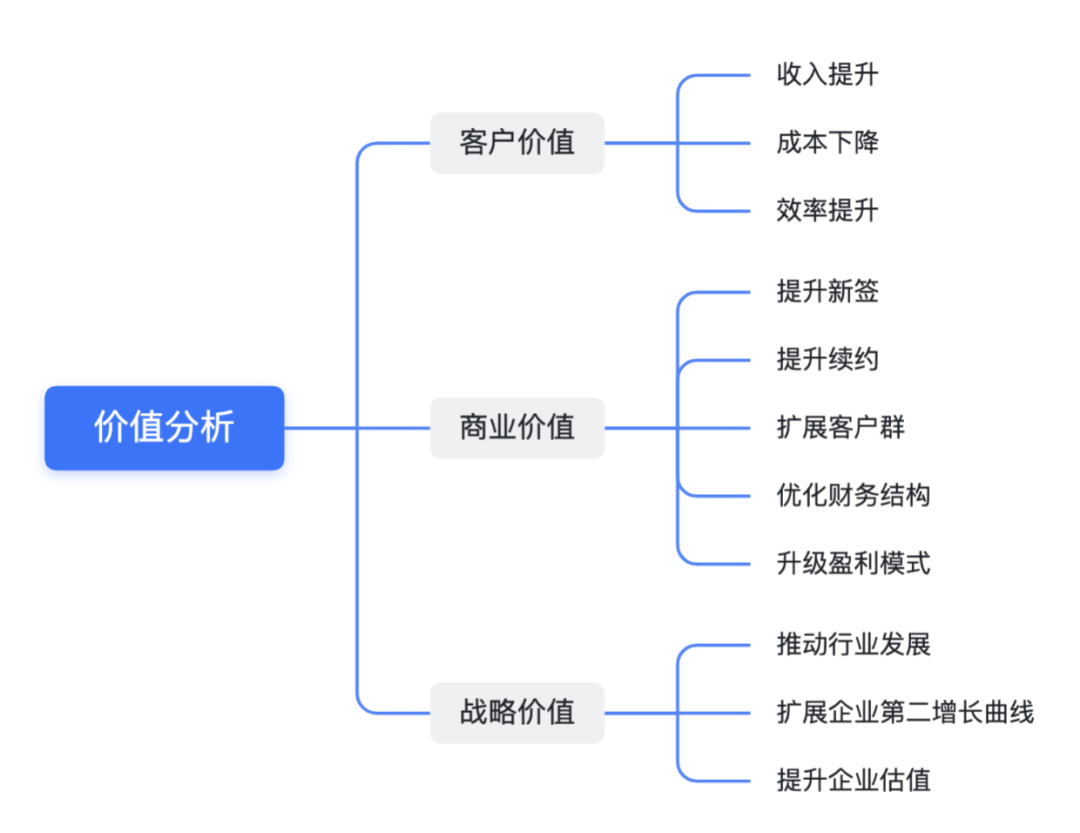 价值分析
客户价值
收入提升
成本下降
效率提升
商业价值
提升新签
提升续约
扩展客户群
优化财务结构
升级盈利模式
战略价值
推动行业发展
扩展企业第二增长曲线
提升企业估值